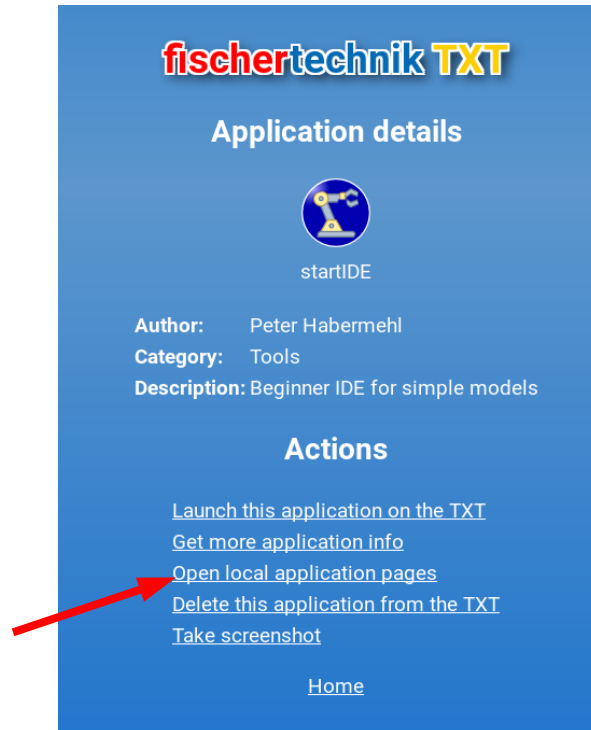 fischertechnik TXT
Application details
startIDE
Author: Peter Habermehl
Category: Tools
Description: Beginner IDE for simple models
Actions
Launch this application on the TXT
Get more application info
Open local application pages
Delete this application from the TXT
Take screenshot
Home